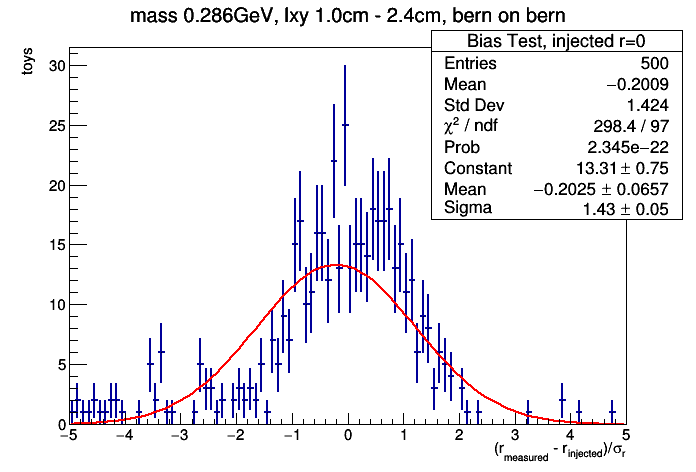 mass 0.286GeV, lxy 1.0cm - 2.4cm, bern on bern
toys
Bias Test, injected r=0
Entries 500
Mean −0.2009
Std Dev 1.424
χ² / ndf 298.4 / 97
Prob 2.345e−22
Constant 13.31 ± 0.75
Mean −0.2025 ± 0.0657
Sigma 1.43 ± 0.05
30
25
20
15
10
5
0
−5 −4 −3 −2 −1 0 1 2 3 4 5
(r_measured - r_injected)/σ_r